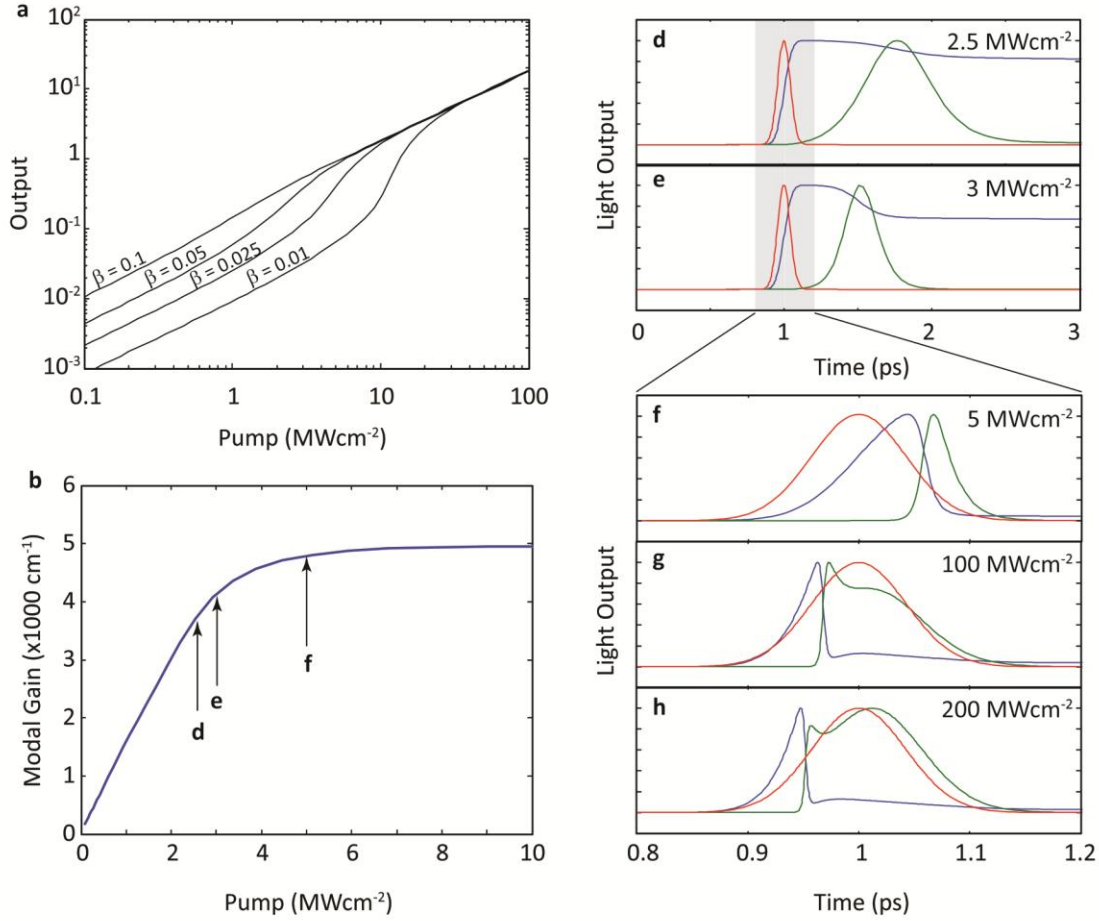 a
10²
10¹
1
10⁻¹
10⁻²
10⁻³
Output
β = 0.1
β = 0.05
β = 0.025
β = 0.01
0.1
1
10
100
Pump (MWcm⁻²)
b
6
5
4
3
2
1
0
Modal Gain (x1000 cm⁻¹)
d
e
f
0
2
4
6
8
10
Pump (MWcm⁻²)
d
2.5 MWcm⁻²
e
3 MWcm⁻²
Light Output
0
1
2
3
Time (ps)
f
5 MWcm⁻²
g
100 MWcm⁻²
h
200 MWcm⁻²
Light Output
0.8
0.9
1
1.1
1.2
Time (ps)